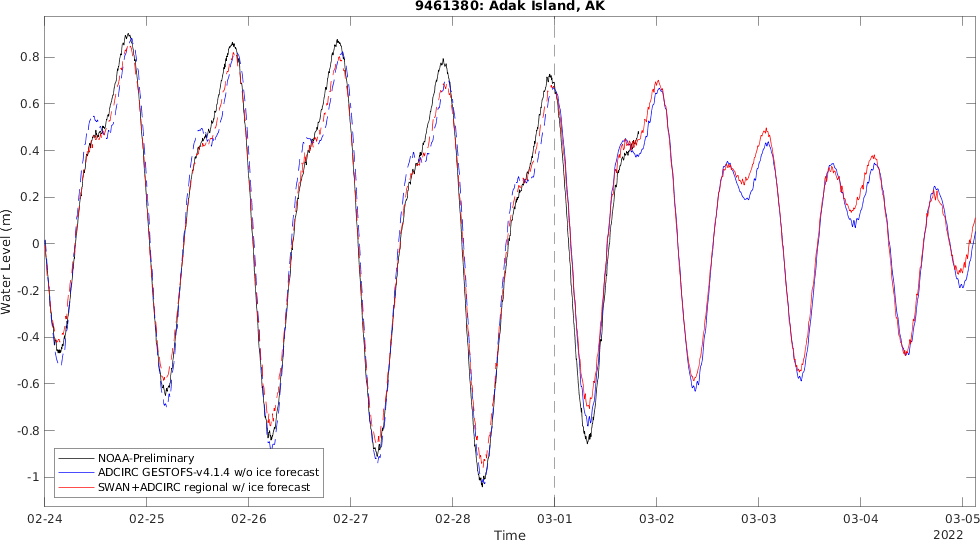 9461380: Adak Island, AK
Water Level (m)
0.8
0.6
0.4
0.2
0
-0.2
-0.4
-0.6
-0.8
-1
NOAA-Preliminary
ADCIRC GESTOFS-v4.1.4 w/o ice forecast
SWAN+ADCIRC regional w/ ice forecast
02-24 02-25 02-26 02-27 02-28 03-01 03-02 03-03 03-04 03-05
Time
2022